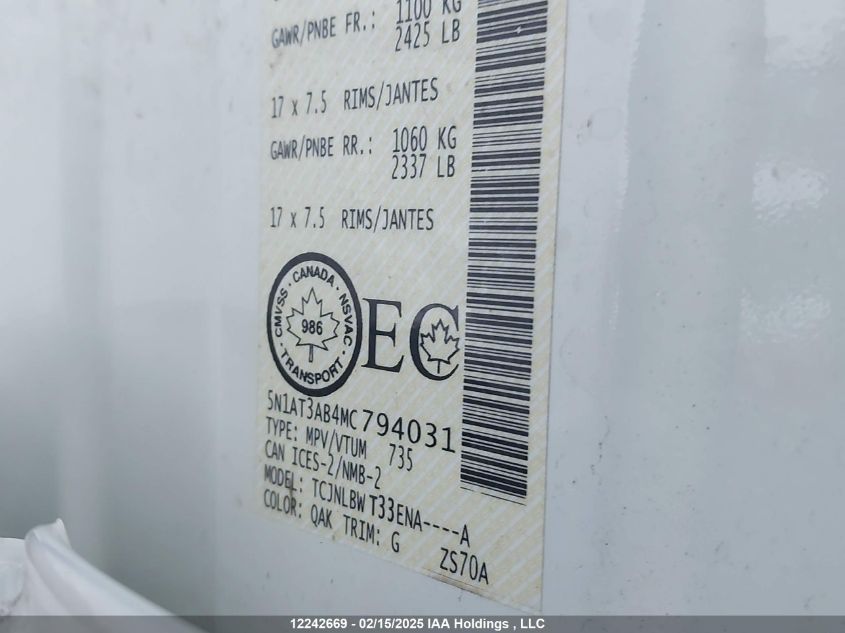 GAWR/PNBE FR.: 1100 KG
2425 LB
17 x 7.5 RIMS/JANTES
GAWR/PNBE RR.: 1060 KG
2337 LB
17 x 7.5 RIMS/JANTES
CMVSS · CANADA · NSVAC · TRANSPORT ·
986
EC
5N1AT3AB4MC794031
TYPE: MPV/VTUM 735
CAN ICES-2/NMB-2
MODEL: TCJNLBW T33ENA----A
COLOR: QAK TRIM: G ZS70A
12242669 - 02/15/2025 IAA Holdings , LLC